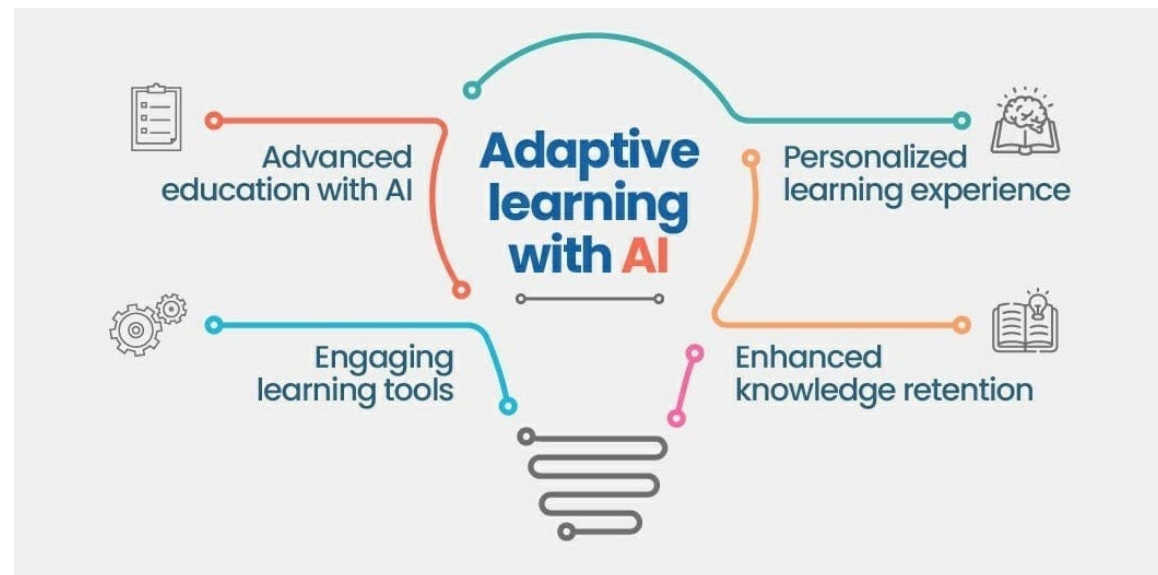 Adaptive
learning
with AI
Advanced
education with AI
Personalized
learning experience
Engaging
learning tools
Enhanced
knowledge retention